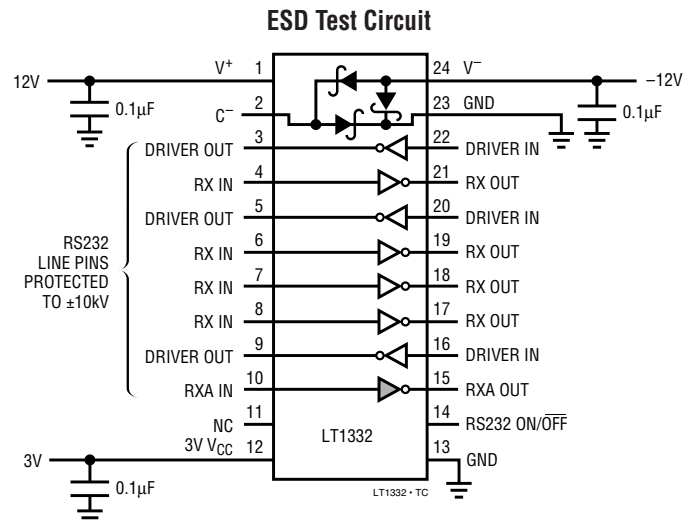 ESD Test Circuit
12V
V+ 1
24 V–
–12V
0.1µF
C– 2
23 GND
0.1µF
DRIVER OUT 3
22 DRIVER IN
RX IN 4
21 RX OUT
DRIVER OUT 5
20 DRIVER IN
RX IN 6
19 RX OUT
RX IN 7
18 RX OUT
RX IN 8
17 RX OUT
DRIVER OUT 9
16 DRIVER IN
RXA IN 10
15 RXA OUT
NC 11
14 RS232 ON/OFF
3V VCC 12
13 GND
RS232
LINE PINS
PROTECTED
TO ±10kV
LT1332
3V
0.1µF
LT1332 • TC